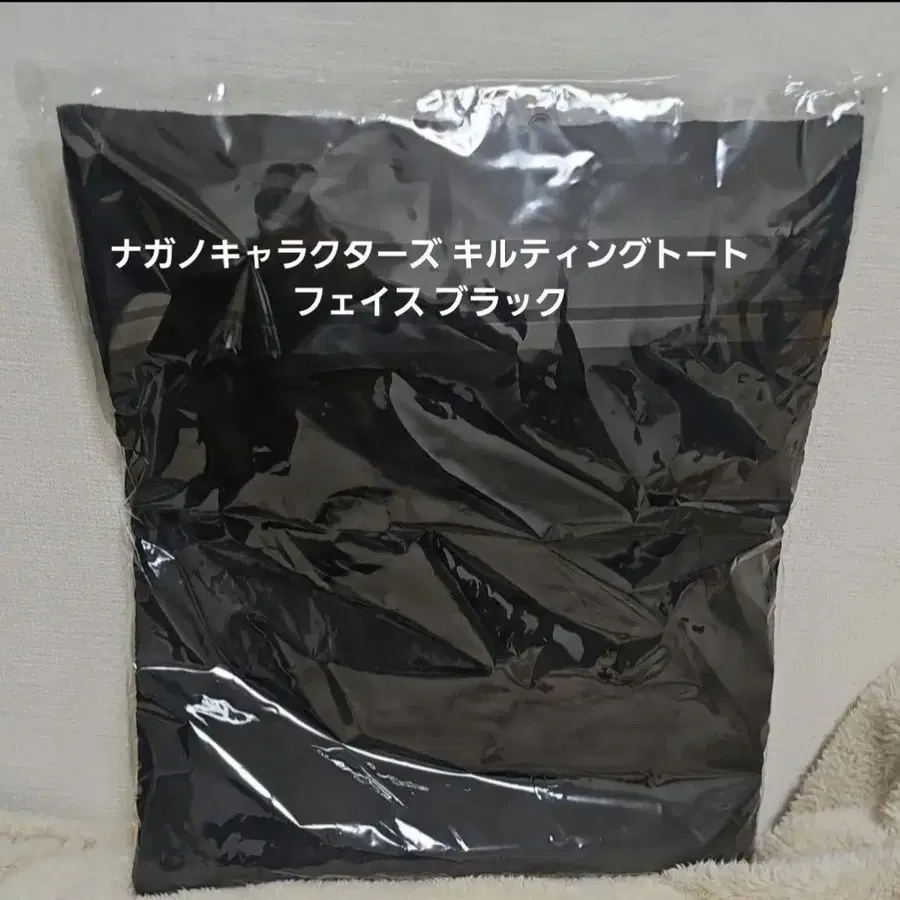 ナガノキャラクターズ キルティングトート
フェイス ブラック